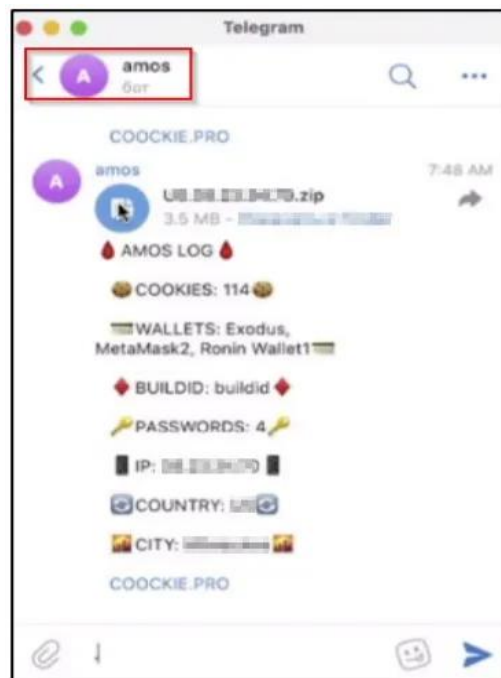 Telegram
amos
бот
COOCKIE.PRO
amos
7:48 AM
.zip
3.5 MB -
🩸 AMOS LOG 🩸
🍪 COOKIES: 114 🍪
WALLETS: Exodus,
MetaMask2, Ronin Wallet1
♦️ BUILDID: buildid ♦️
🔑 PASSWORDS: 4 🔑
IP:
COUNTRY:
CITY:
COOCKIE.PRO